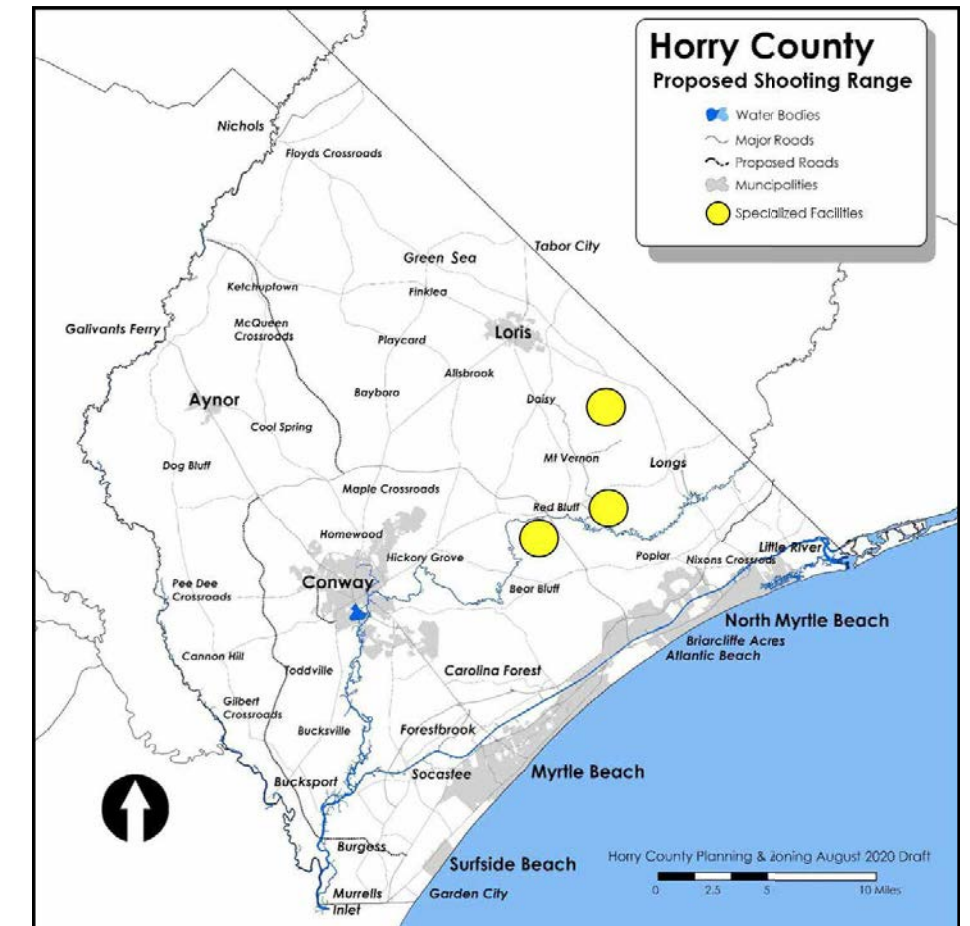 Horry County
Proposed Shooting Range
Water Bodies
Major Roads
Proposed Roads
Muncipalities
Specialized Facilities
Nichols
Floyds Crossroads
Tabor City
Green Sea
Ketchuptown
Finklea
Galivants Ferry
McQueen
Crossroads
Loris
Playcard
Allsbrook
Bayboro
Daisy
Aynor
Cool Spring
Mt Vernon
Longs
Dog Bluff
Maple Crossroads
Red Bluff
Homewood
Little River
Hickory Grove
Poplar
Nixons Crossroads
Conway
Pee Dee
Crossroads
Bear Bluff
North Myrtle Beach
Briarcliffe Acres
Atlantic Beach
Cannon Hill
Toddville
Carolina Forest
Gilbert
Crossroads
Bucksville
Forestbrook
Bucksport
Socastee
Myrtle Beach
Burgess
Surfside Beach
Horry County Planning & Zoning August 2020 Draft
0 2.5 5 10 Miles
Murrells
Inlet
Garden City